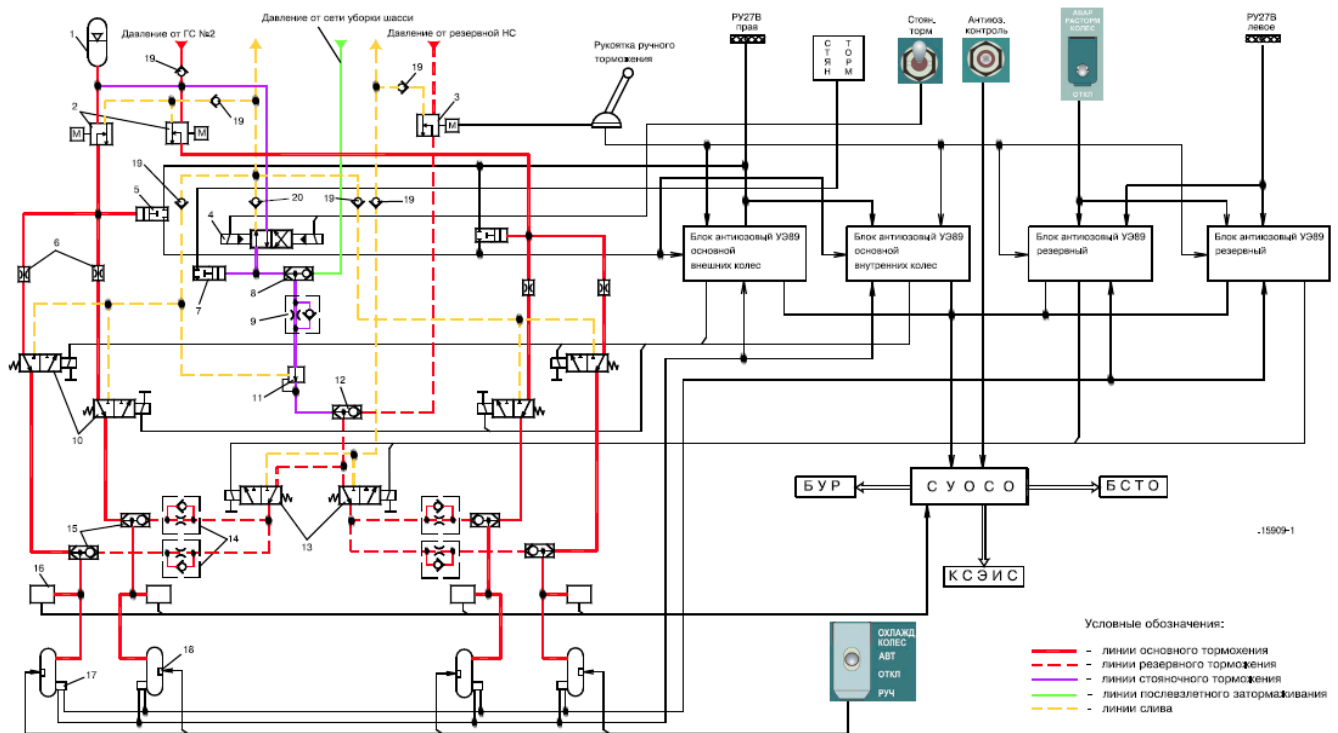 Давление от сети уборки шасси
Давление от ГС №2
Давление от резервной НС
Рукоятка ручного
торможения
РУ27В
прав
Стоян.
торм
Антиюз.
контроль
АВАР
РАСТОРМ
КОЛЕС
ОТКЛ
РУ27В
левое
СТЯН
ТОРМ
1
19
2
19
19
3
M
M
M
19
5
4
20
19
19
6
7
8
9
10
11
12
13
14
15
16
17
18
Блок антиюзовый УЭ89
основной
внешних колес
Блок антиюзовый УЭ89
основной
внутренних колес
Блок антиюзовый УЭ89
резервный
Блок антиюзовый УЭ89
резервный
БУР
СУОСО
БСТО
КСЭИС
.15909-1
ОХЛАЖД
КОЛЕС
АВТ
ОТКЛ
РУЧ
Условные обозначения:
- линии основного торможения
- линии резервного торможения
- линии стояночного торможения
- линии послевзлетного затормаживания
- линии слива